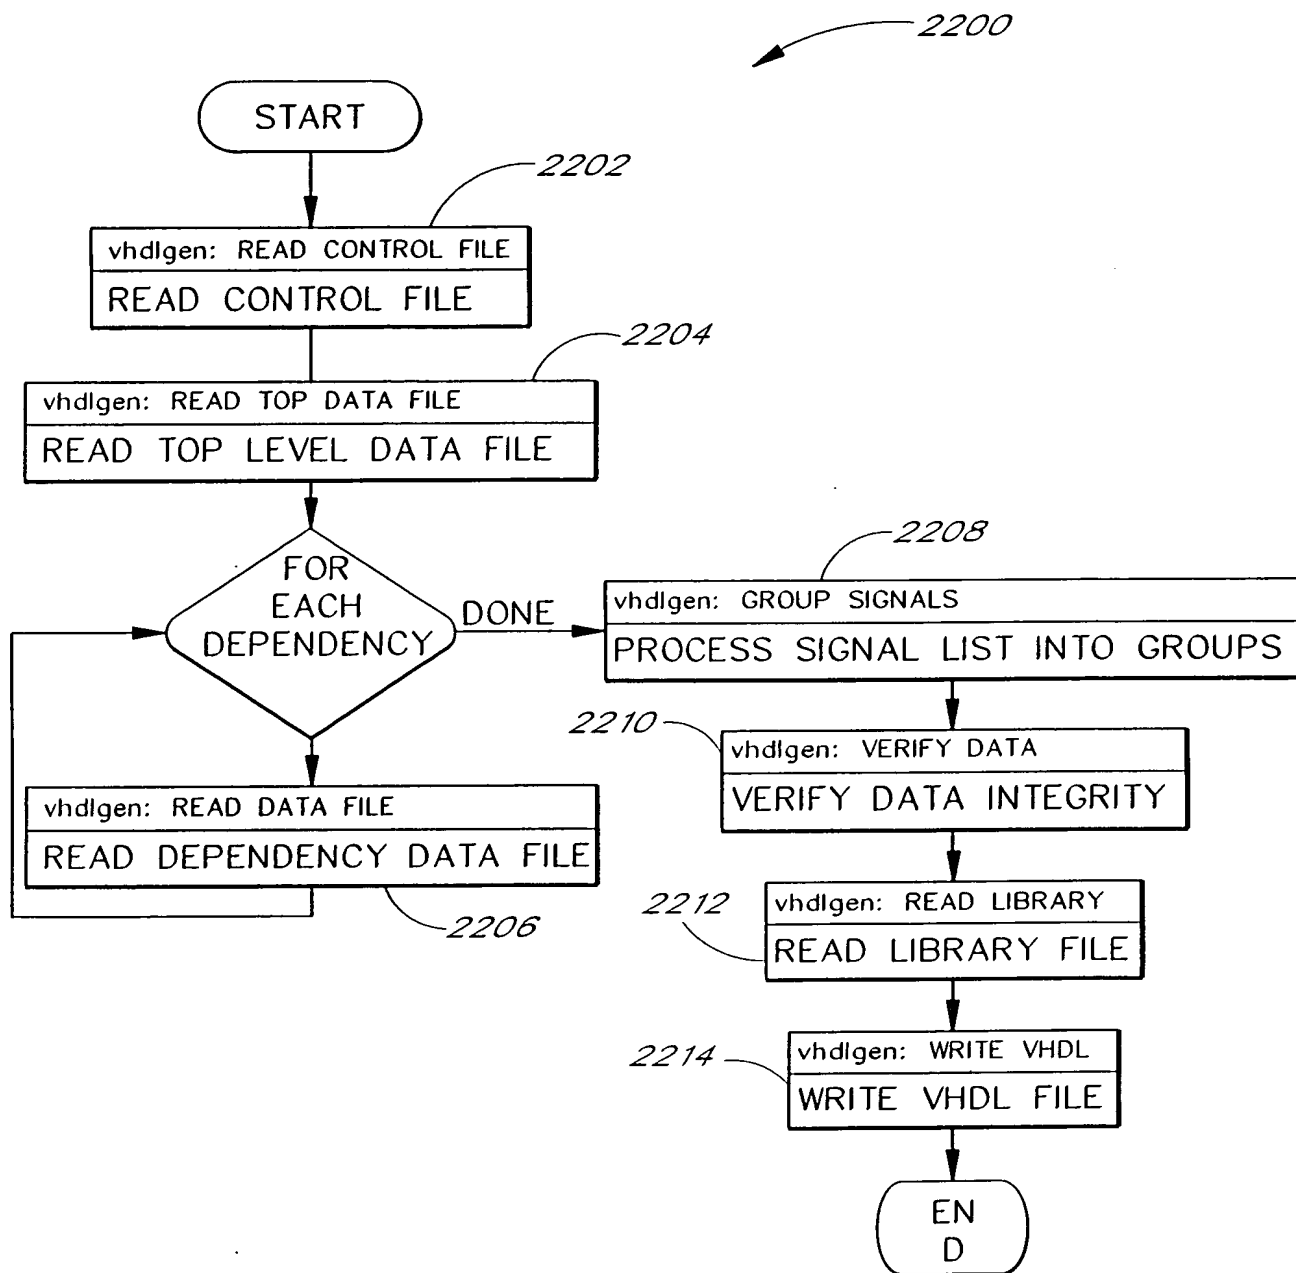 2200
START
2202
vhdlgen: READ CONTROL FILE
READ CONTROL FILE
2204
vhdlgen: READ TOP DATA FILE
READ TOP LEVEL DATA FILE
FOR
EACH
DEPENDENCY
DONE
vhdlgen: READ DATA FILE
READ DEPENDENCY DATA FILE
2206
2208
vhdlgen: GROUP SIGNALS
PROCESS SIGNAL LIST INTO GROUPS
2210
vhdlgen: VERIFY DATA
VERIFY DATA INTEGRITY
2212
vhdlgen: READ LIBRARY
READ LIBRARY FILE
2214
vhdlgen: WRITE VHDL
WRITE VHDL FILE
EN
D